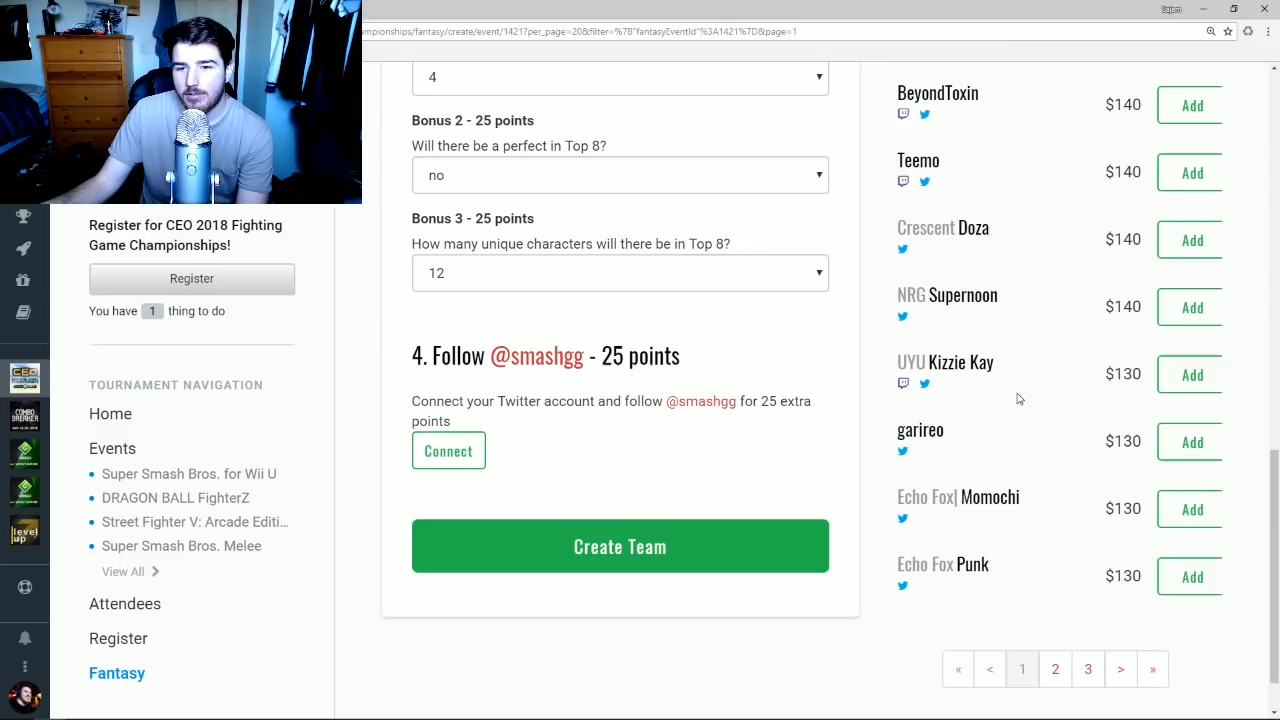 Bajam
mpionships/fantasy/create/event/1421?per_page=20&filter=%7B"fantasyEventId"%3A1421%7D&page=1
4
Bonus 2 - 25 points
Will there be a perfect in Top 8?
no
Bonus 3 - 25 points
How many unique characters will there be in Top 8?
12
4. Follow @smashgg - 25 points
Connect your Twitter account and follow @smashgg for 25 extra
points
Connect
Create Team
BeyondToxin $140 Add
Teemo $140 Add
Crescent Doza $140 Add
NRG Supernoon $140 Add
UYU Kizzie Kay $130 Add
garireo $130 Add
Echo Fox| Momochi $130 Add
Echo Fox Punk $130 Add
« < 1 2 3 > »
Register for CEO 2018 Fighting
Game Championships!
Register
You have 1 thing to do
TOURNAMENT NAVIGATION
Home
Events
Super Smash Bros. for Wii U
DRAGON BALL FighterZ
Street Fighter V: Arcade Editi...
Super Smash Bros. Melee
View All
Attendees
Register
Fantasy
CEO
COMBO
BREAKER
level
up